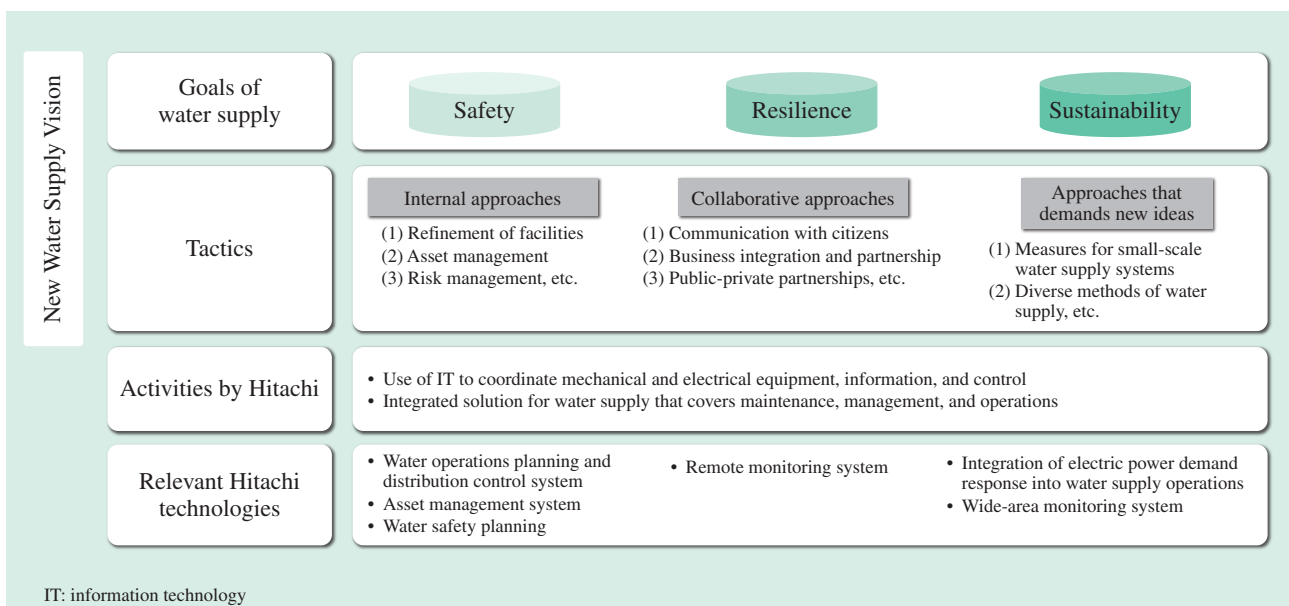 New Water Supply Vision
Goals of
water supply
Safety
Resilience
Sustainability
Tactics
Internal approaches
(1) Refinement of facilities
(2) Asset management
(3) Risk management, etc.
Collaborative approaches
(1) Communication with citizens
(2) Business integration and partnership
(3) Public-private partnerships, etc.
Approaches that
demands new ideas
(1) Measures for small-scale
water supply systems
(2) Diverse methods of water
supply, etc.
Activities by Hitachi
• Use of IT to coordinate mechanical and electrical equipment, information, and control
• Integrated solution for water supply that covers maintenance, management, and operations
Relevant Hitachi
technologies
• Water operations planning and
distribution control system
• Asset management system
• Water safety planning
• Remote monitoring system
• Integration of electric power demand
response into water supply operations
• Wide-area monitoring system
IT: information technology